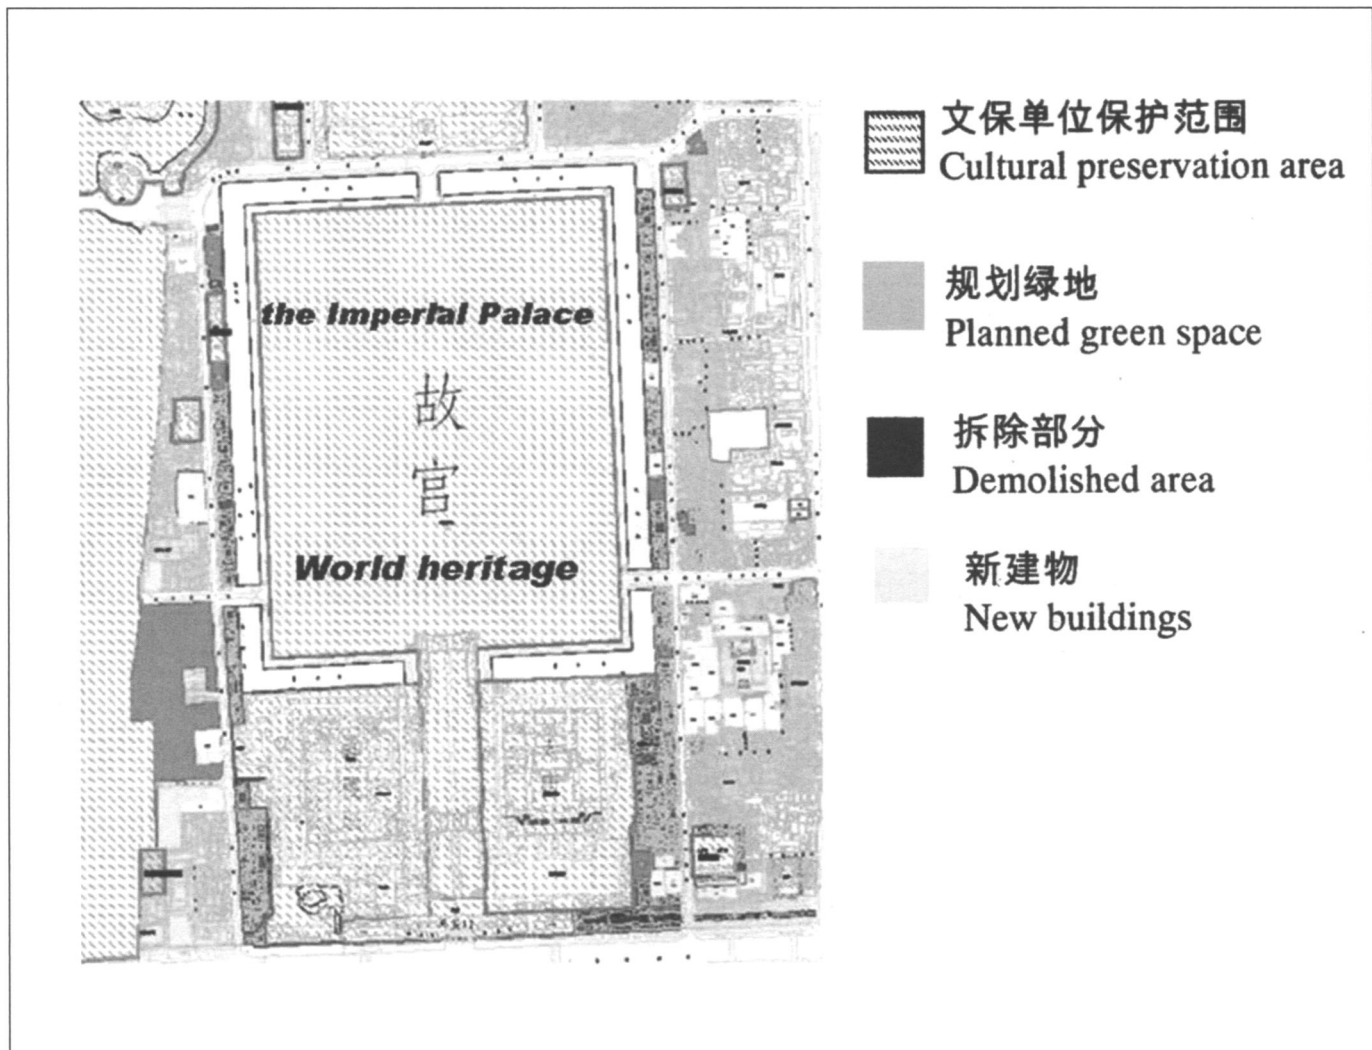 the Imperial Palace
故
宫
World heritage
文保单位保护范围
Cultural preservation area
规划绿地
Planned green space
拆除部分
Demolished area
新建物
New buildings